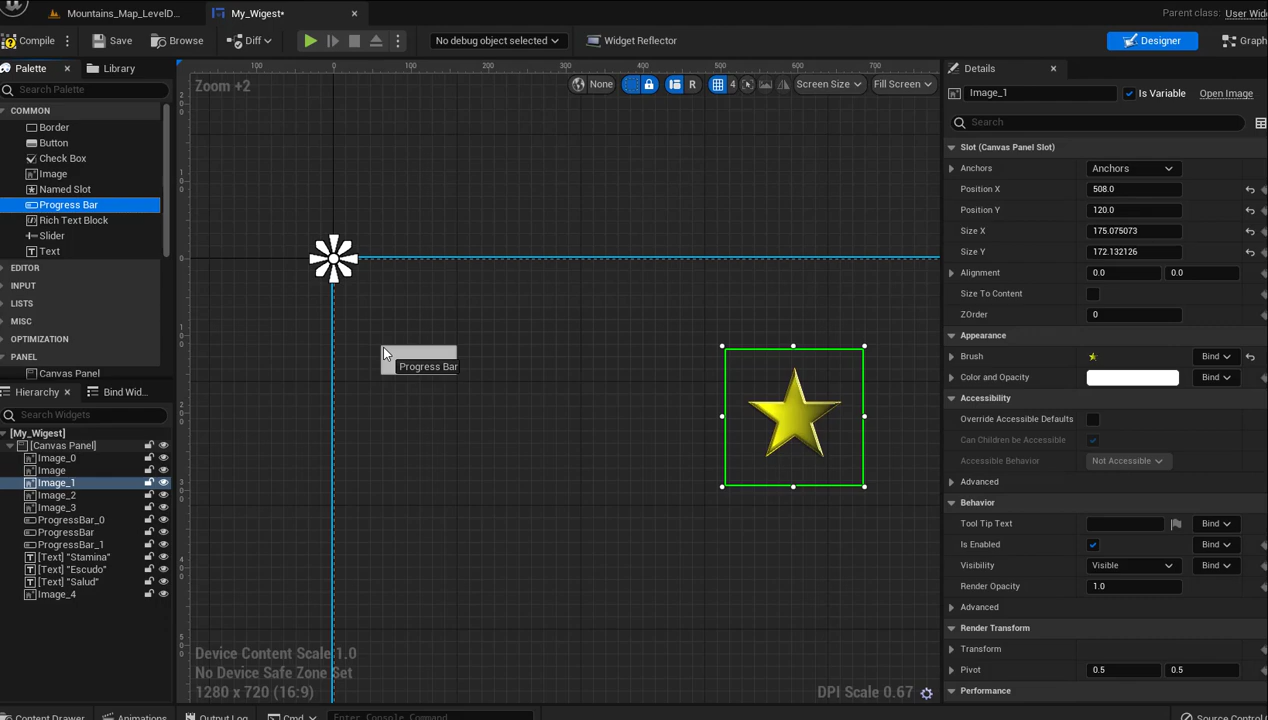 Mountains_Map_LevelD...
My_Wigest•
Parent class: User Wid
Compile
Save
Browse
Diff
No debug object selected
Widget Reflector
Designer
Graph
Palette
Library
Search Palette
COMMON
Border
Button
Check Box
Image
Named Slot
Progress Bar
Rich Text Block
Slider
Text
EDITOR
INPUT
LISTS
MISC
OPTIMIZATION
PANEL
Canvas Panel
Hierarchy
Bind Wid...
Search Widgets
[My_Wigest]
[Canvas Panel]
Image_0
Image
Image_1
Image_2
Image_3
ProgressBar_0
ProgressBar
ProgressBar_1
[Text] "Stamina"
[Text] "Escudo"
[Text] "Salud"
Image_4
100 0 100 200 300 400 500 600 700
Zoom +2
None
R
4
Screen Size
Fill Screen
Progress Bar
Device Content Scale 1.0
No Device Safe Zone Set
1280 x 720 (16:9)
DPI Scale 0.67
Details
Image_1
Is Variable
Open Image
Search
Slot (Canvas Panel Slot)
Anchors Anchors
Position X 508.0
Position Y 120.0
Size X 175.075073
Size Y 172.132126
Alignment 0.0 0.0
Size To Content
ZOrder 0
Appearance
Brush Bind
Color and Opacity Bind
Accessibility
Override Accessible Defaults
Can Children be Accessible
Accessible Behavior Not Accessible
Advanced
Behavior
Tool Tip Text Bind
Is Enabled Bind
Visibility Visible Bind
Render Opacity 1.0
Advanced
Render Transform
Transform
Pivot 0.5 0.5
Performance
Content Drawer
Animations
Output Log
Cmd
Enter Console Command
Source Control